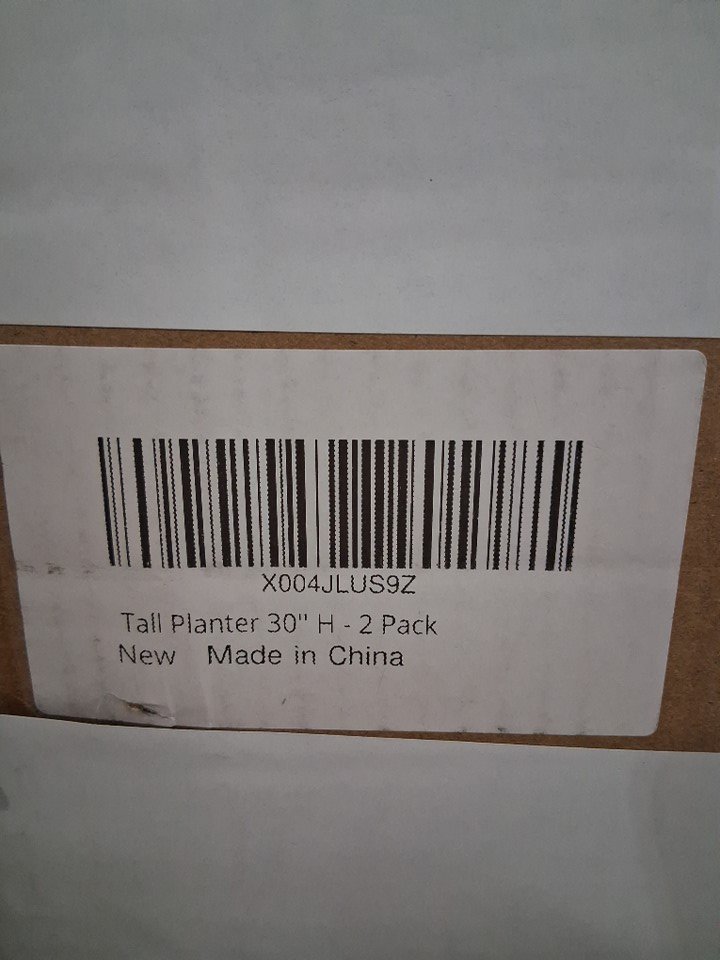 X004JLUS9Z
Tall Planter 30" H - 2 Pack
New Made in China